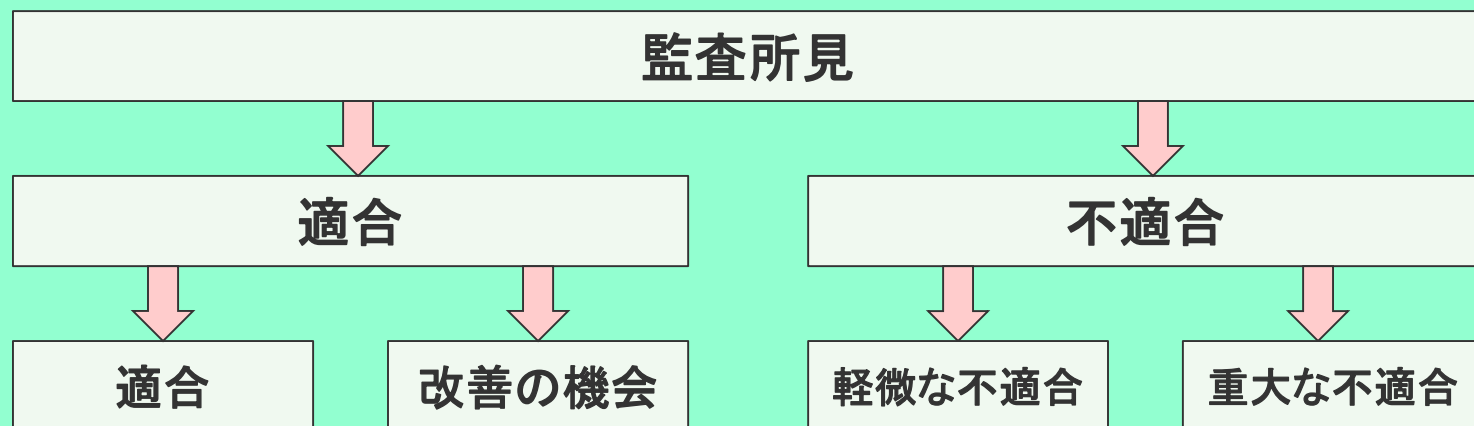 監査所見
適合
不適合
適合
改善の機会
軽微な不適合
重大な不適合